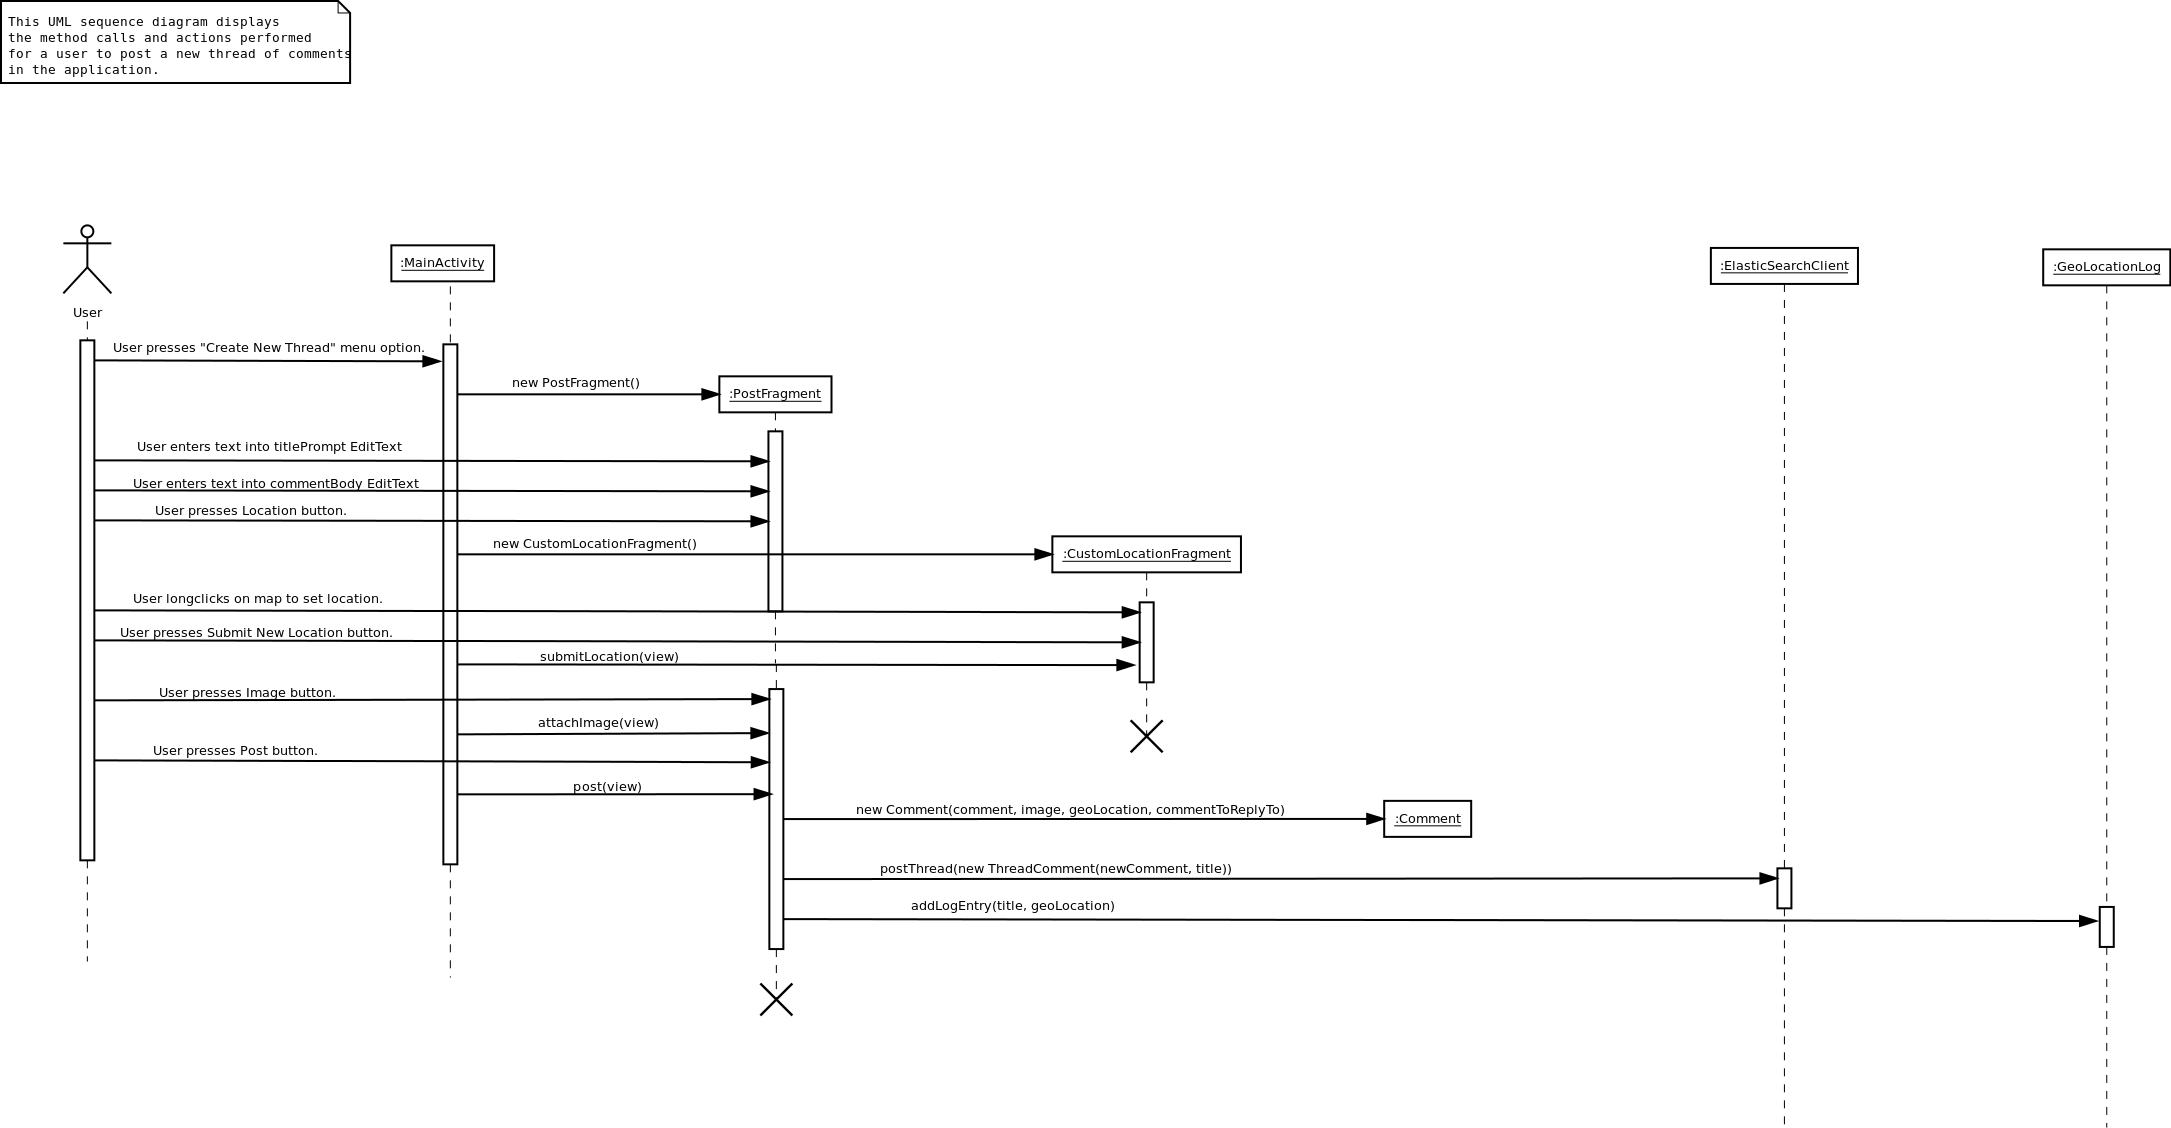 This UML sequence diagram displays
the method calls and actions performed
for a user to post a new thread of comments
in the application.
User
:MainActivity
:ElasticSearchClient
:GeoLocationLog
User presses "Create New Thread" menu option.
new PostFragment()
:PostFragment
User enters text into titlePrompt EditText
User enters text into commentBody EditText
User presses Location button.
new CustomLocationFragment()
:CustomLocationFragment
User longclicks on map to set location.
User presses Submit New Location button.
submitLocation(view)
User presses Image button.
attachImage(view)
User presses Post button.
post(view)
new Comment(comment, image, geoLocation, commentToReplyTo)
:Comment
postThread(new ThreadComment(newComment, title))
addLogEntry(title, geoLocation)